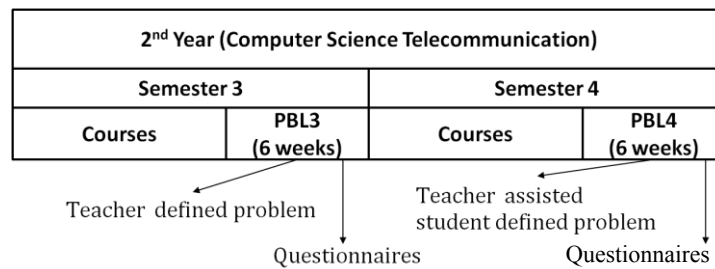 2nd Year (Computer Science Telecommunication)
Semester 3
Semester 4
Courses
PBL3
(6 weeks)
Courses
PBL4
(6 weeks)
Teacher defined problem
Teacher assisted
student defined problem
Questionnaires
Questionnaires